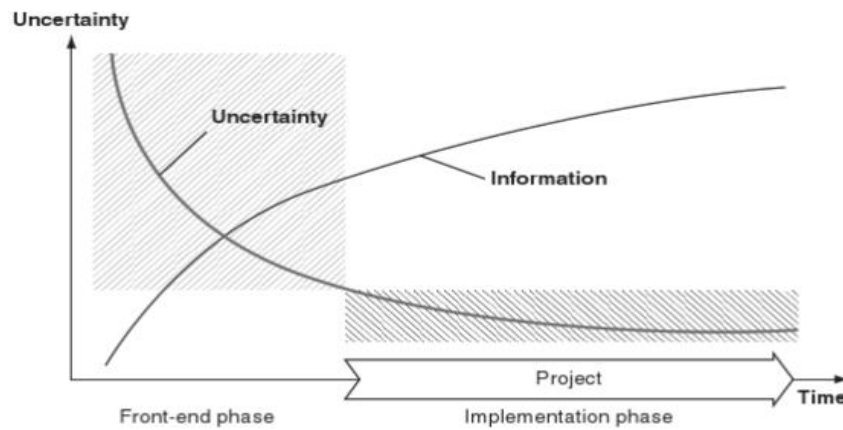 Uncertainty
Uncertainty
Information
Project
Time
Front-end phase
Implementation phase